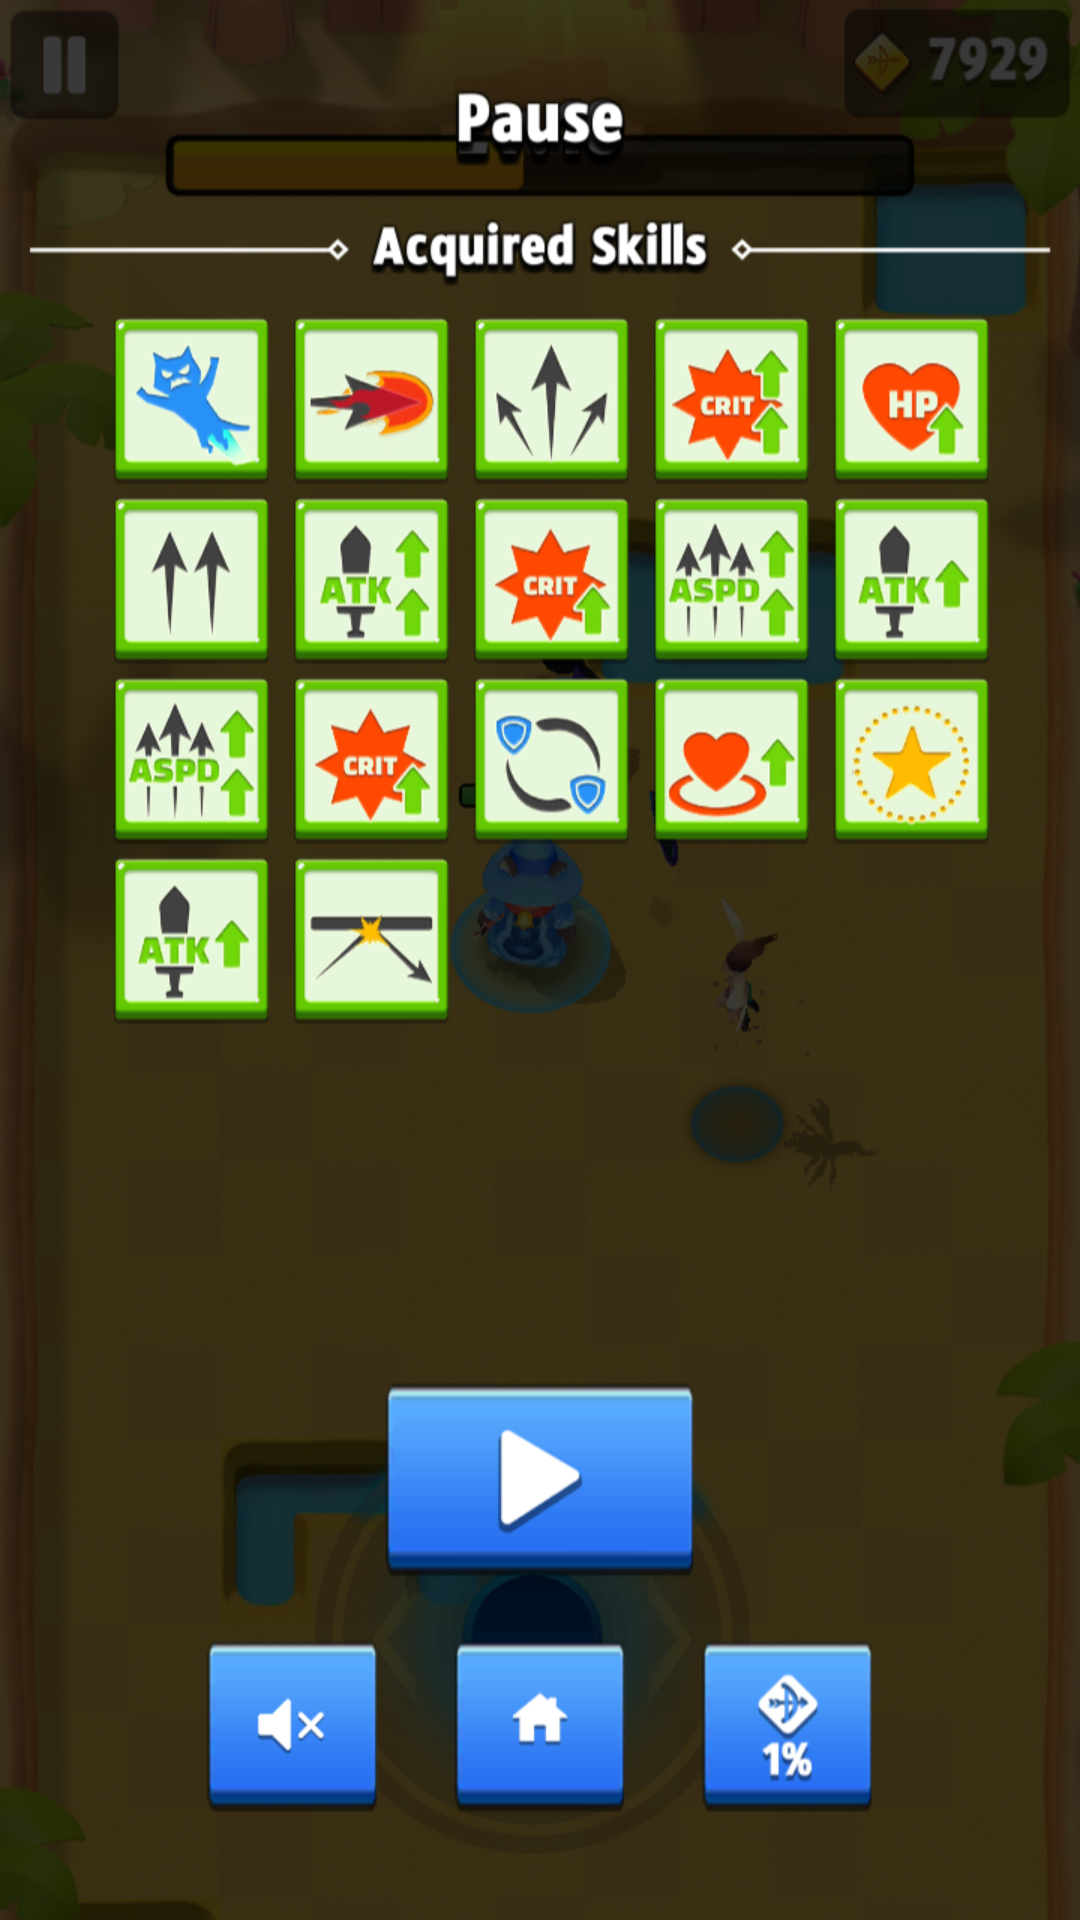 7929
Pause
Acquired Skills
CRIT
HP
ATK
CRIT
ASPD
ATK
ASPD
CRIT
ATK
1%